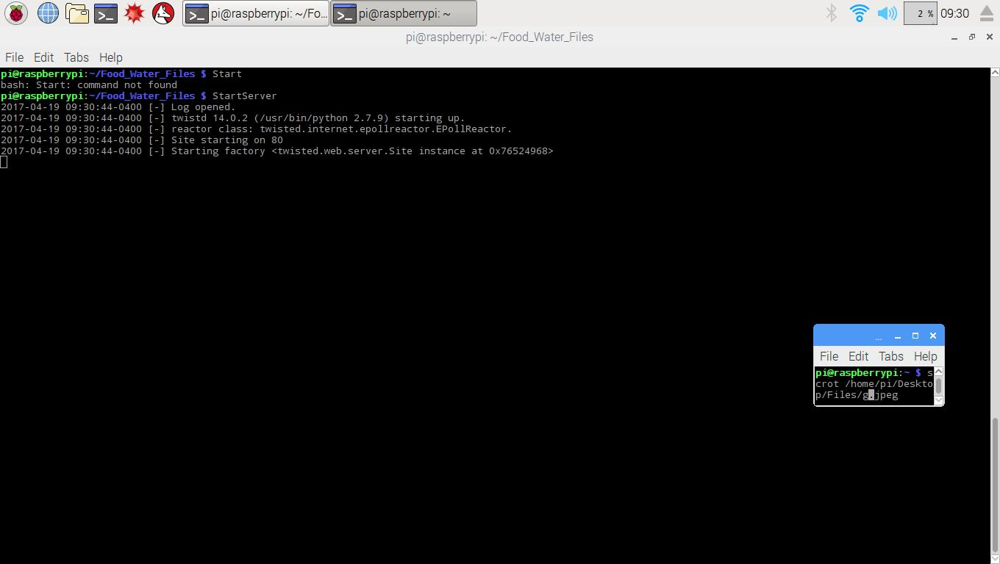 pi@raspberrypi: ~/Fo... pi@raspberrypi: ~ 2 % 09:30
pi@raspberrypi: ~/Food_Water_Files
File Edit Tabs Help
pi@raspberrypi:~/Food_Water_Files $ Start
bash: Start: command not found
pi@raspberrypi:~/Food_Water_Files $ StartServer
2017-04-19 09:30:44-0400 [-] Log opened.
2017-04-19 09:30:44-0400 [-] twistd 14.0.2 (/usr/bin/python 2.7.9) starting up.
2017-04-19 09:30:44-0400 [-] reactor class: twisted.internet.epollreactor.EPollReactor.
2017-04-19 09:30:44-0400 [-] Site starting on 80
2017-04-19 09:30:44-0400 [-] Starting factory <twisted.web.server.Site instance at 0x76524968>
...
File Edit Tabs Help
pi@raspberrypi:~ $ s
crot /home/pi/Deskto
p/Files/g.jpeg